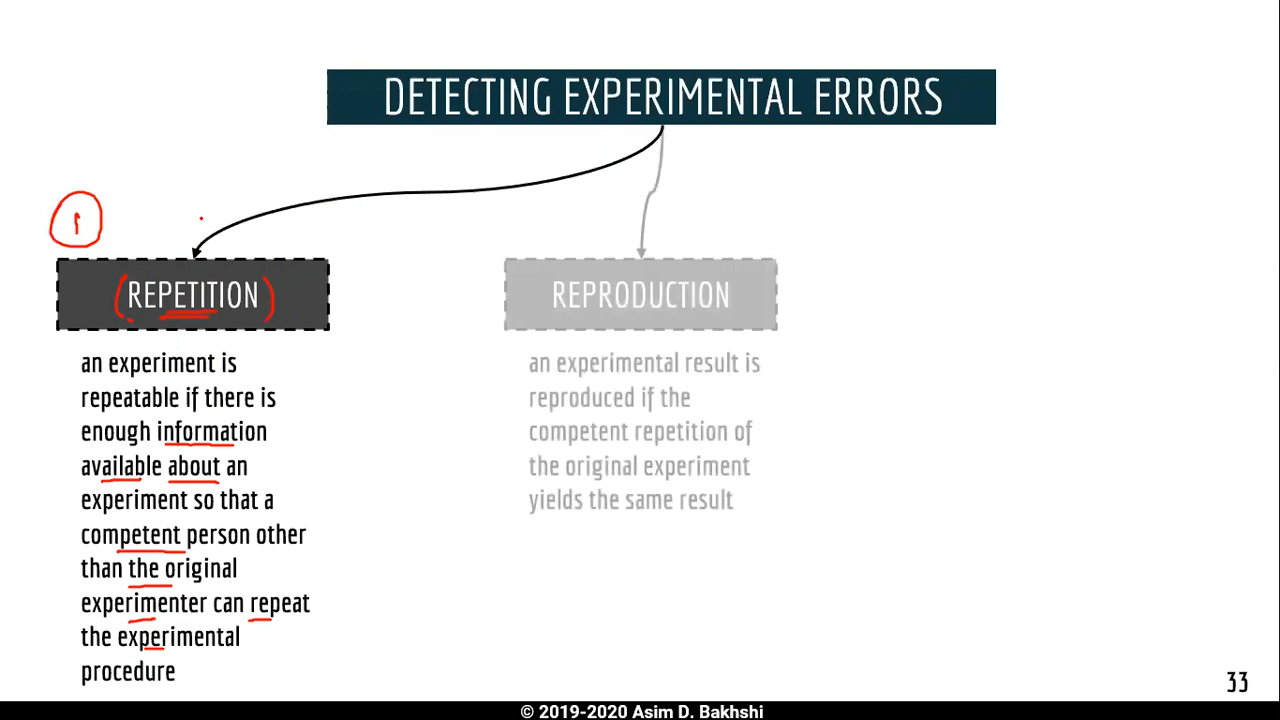 DETECTING EXPERIMENTAL ERRORS
1
(REPETITION)
an experiment is
repeatable if there is
enough information
available about an
experiment so that a
competent person other
than the original
experimenter can repeat
the experimental
procedure
REPRODUCTION
an experimental result is
reproduced if the
competent repetition of
the original experiment
yields the same result
33
© 2019-2020 Asim D. Bakhshi